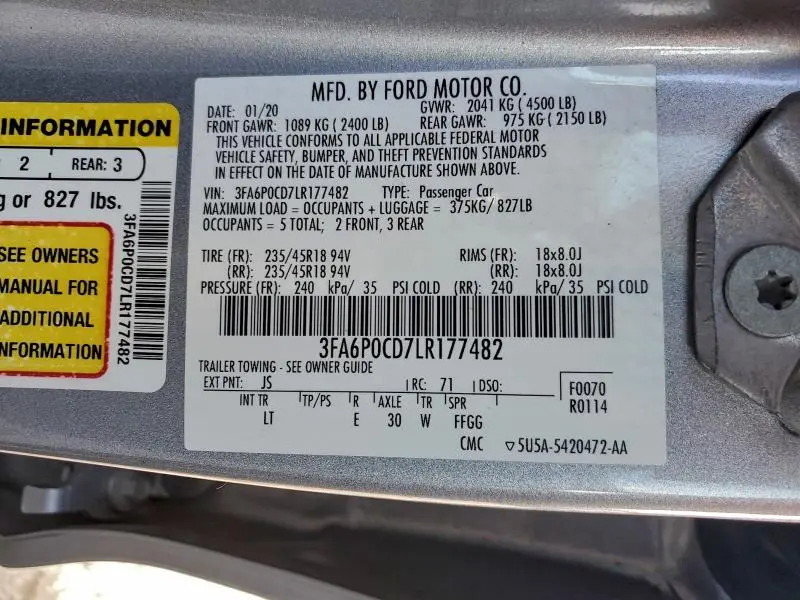 INFORMATION
2 REAR: 3
g or 827 lbs.
SEE OWNERS
MANUAL FOR
ADDITIONAL
INFORMATION
3FA6P0CD7LR177482
MFD. BY FORD MOTOR CO.
DATE: 01/20 GVWR: 2041 KG ( 4500 LB)
FRONT GAWR: 1089 KG ( 2400 LB) REAR GAWR: 975 KG ( 2150 LB)
THIS VEHICLE CONFORMS TO ALL APPLICABLE FEDERAL MOTOR
VEHICLE SAFETY, BUMPER, AND THEFT PREVENTION STANDARDS
IN EFFECT ON THE DATE OF MANUFACTURE SHOWN ABOVE.
VIN: 3FA6P0CD7LR177482 TYPE: Passenger Car
MAXIMUM LOAD = OCCUPANTS + LUGGAGE = 375KG/ 827LB
OCCUPANTS = 5 TOTAL; 2 FRONT, 3 REAR
TIRE (FR): 235/45R18 94V RIMS (FR): 18x8.0J
(RR): 235/45R18 94V (RR): 18x8.0J
PRESSURE (FR): 240 kPa/ 35 PSI COLD (RR): 240 kPa/ 35 PSI COLD
3FA6P0CD7LR177482
TRAILER TOWING - SEE OWNER GUIDE
EXT PNT: JS RC: 71 DSO: F0070
R0114
INT TR TP/PS R AXLE TR SPR
LT E 30 W FFGG
CMC ▽5U5A-5420472-AA